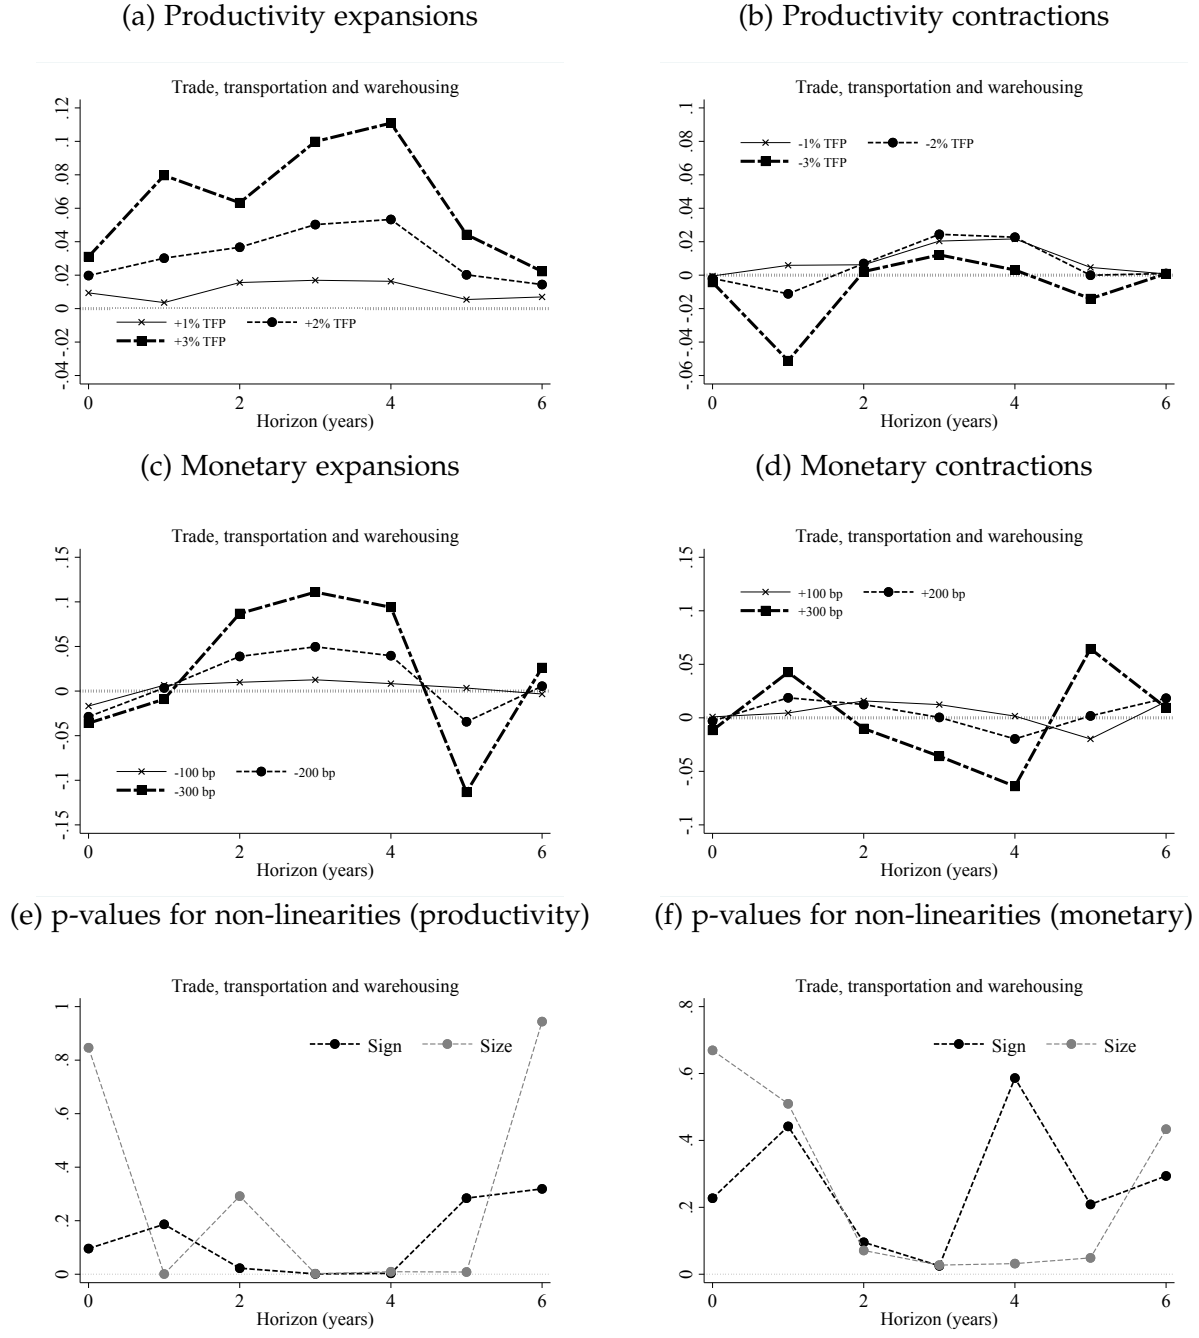 (a) Productivity expansions
(b) Productivity contractions
Trade, transportation and warehousing
.12
.1
.08
.06
.04
.02
0
-.02
-.04
+1% TFP
+2% TFP
+3% TFP
0
2
4
6
Horizon (years)
Trade, transportation and warehousing
.1
.08
.06
.04
.02
0
-.02
-.04
-.06
-1% TFP
-2% TFP
-3% TFP
0
2
4
6
Horizon (years)
(c) Monetary expansions
(d) Monetary contractions
Trade, transportation and warehousing
.15
.1
.05
0
-.05
-.1
-.15
-100 bp
-200 bp
-300 bp
0
2
4
6
Horizon (years)
Trade, transportation and warehousing
.15
.1
.05
0
-.05
-.1
+100 bp
+200 bp
+300 bp
0
2
4
6
Horizon (years)
(e) p-values for non-linearities (productivity)
(f) p-values for non-linearities (monetary)
Trade, transportation and warehousing
1
.8
.6
.4
.2
0
Sign
Size
0
2
4
6
Horizon (years)
Trade, transportation and warehousing
.8
.6
.4
.2
0
Sign
Size
0
2
4
6
Horizon (years)